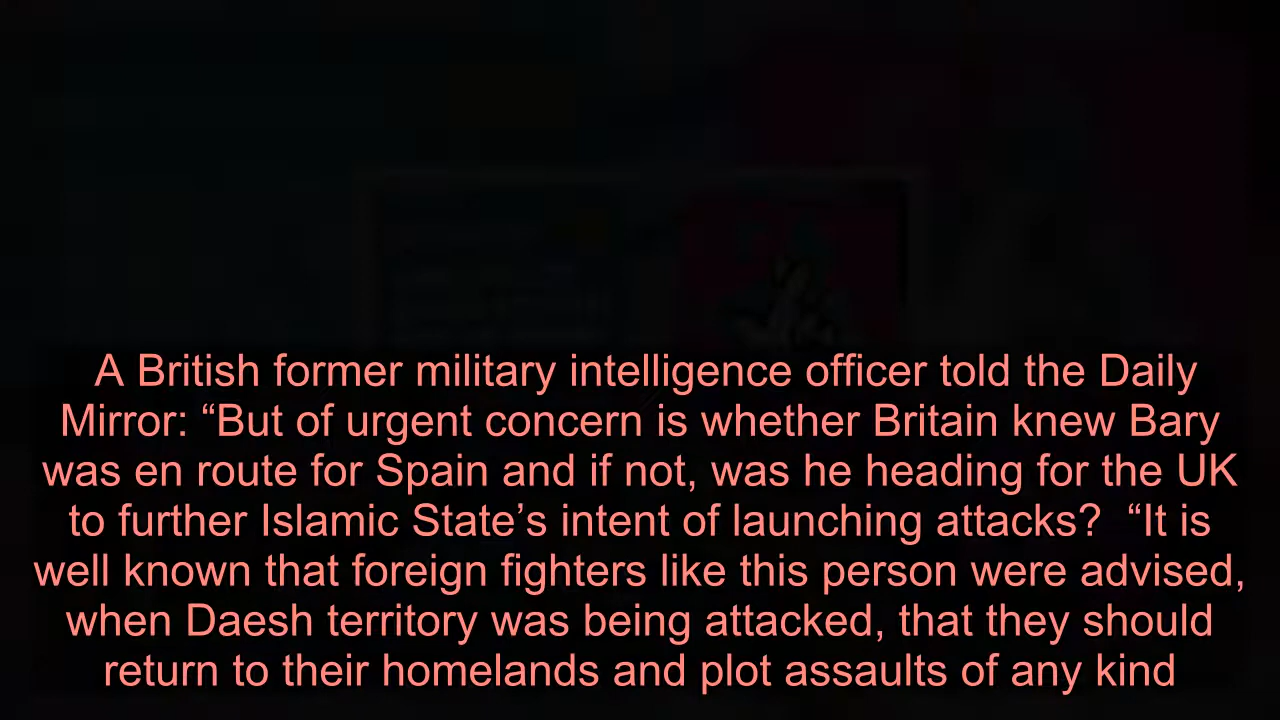 A British former military intelligence officer told the Daily
Mirror: “But of urgent concern is whether Britain knew Bary
was en route for Spain and if not, was he heading for the UK
to further Islamic State’s intent of launching attacks?  “It is
well known that foreign fighters like this person were advised,
when Daesh territory was being attacked, that they should
return to their homelands and plot assaults of any kind